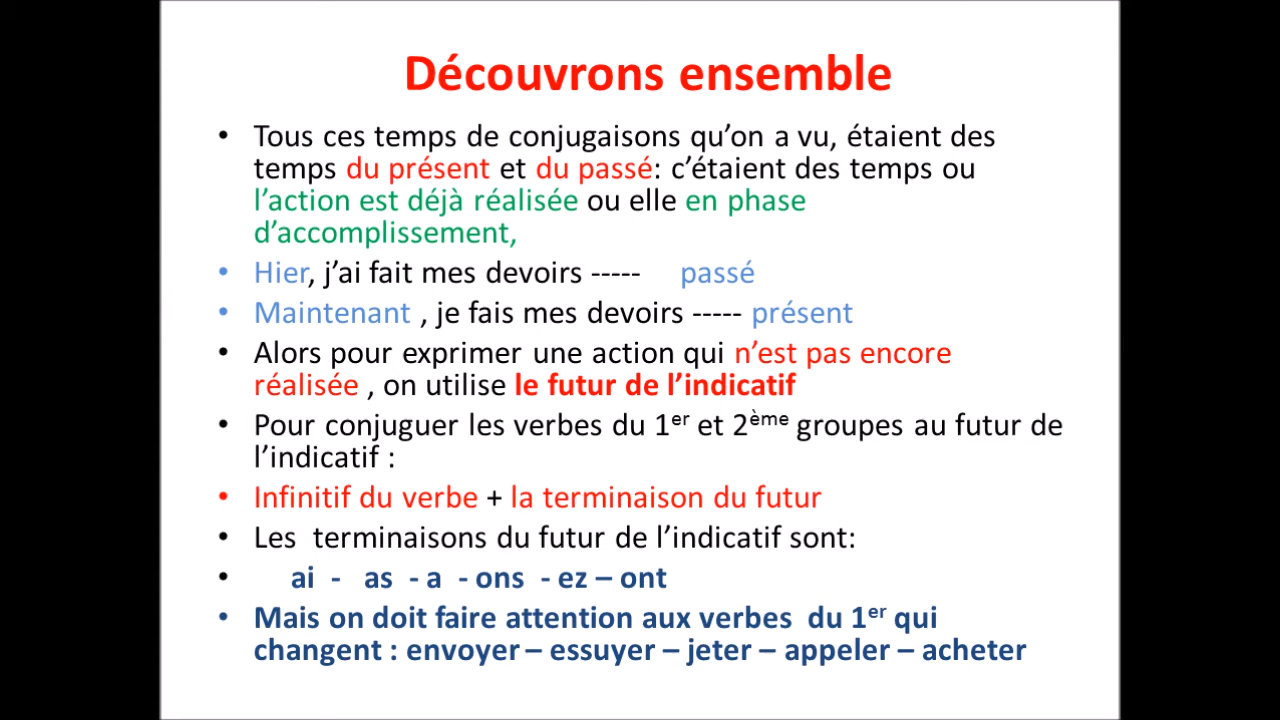 Découvrons ensemble
• Tous ces temps de conjugaisons qu’on a vu, étaient des
temps du présent et du passé: c’étaient des temps ou
l’action est déjà réalisée ou elle en phase
d’accomplissement,
• Hier, j’ai fait mes devoirs ----- passé
• Maintenant , je fais mes devoirs ----- présent
• Alors pour exprimer une action qui n’est pas encore
réalisée , on utilise le futur de l’indicatif
• Pour conjuguer les verbes du 1er et 2ème groupes au futur de
l’indicatif :
• Infinitif du verbe + la terminaison du futur
• Les terminaisons du futur de l’indicatif sont:
• ai - as - a - ons - ez – ont
• Mais on doit faire attention aux verbes du 1er qui
changent : envoyer – essuyer – jeter – appeler – acheter